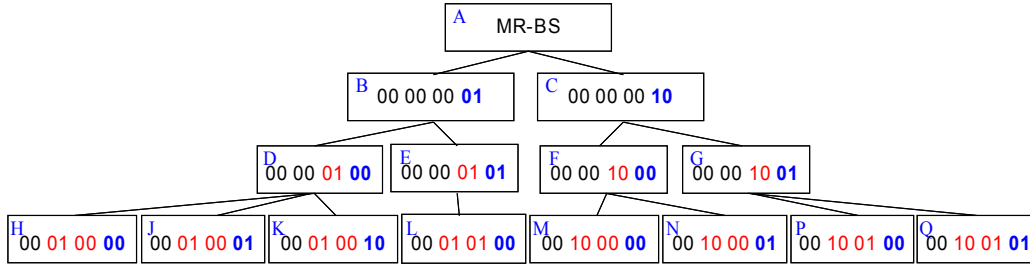 A MR-BS
B 00 00 00 01
C 00 00 00 10
D 00 00 01 00
E 00 00 01 01
F 00 00 10 00
G 00 00 10 01
H 00 01 00 00
J 00 01 00 01
K 00 01 00 10
L 00 01 01 00
M 00 10 00 00
N 00 10 00 01
P 00 10 01 00
Q 00 10 01 01